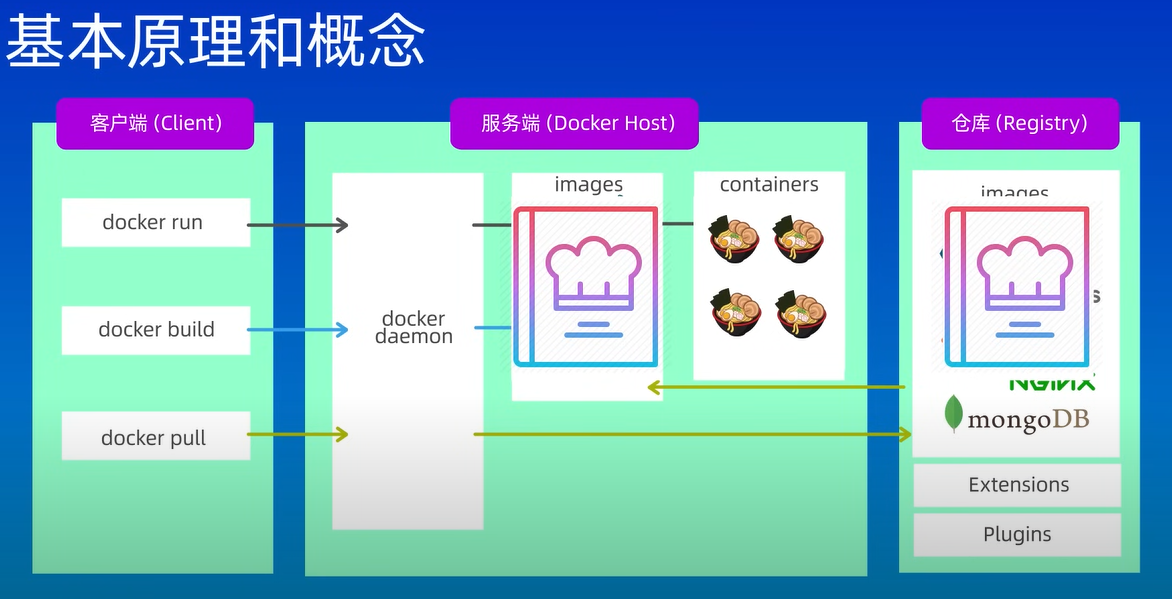 基本原理和概念
客户端 (Client)
docker run
docker build
docker pull
服务端 (Docker Host)
docker
daemon
images
containers
仓库 (Registry)
images
NGINX
mongoDB
Extensions
Plugins